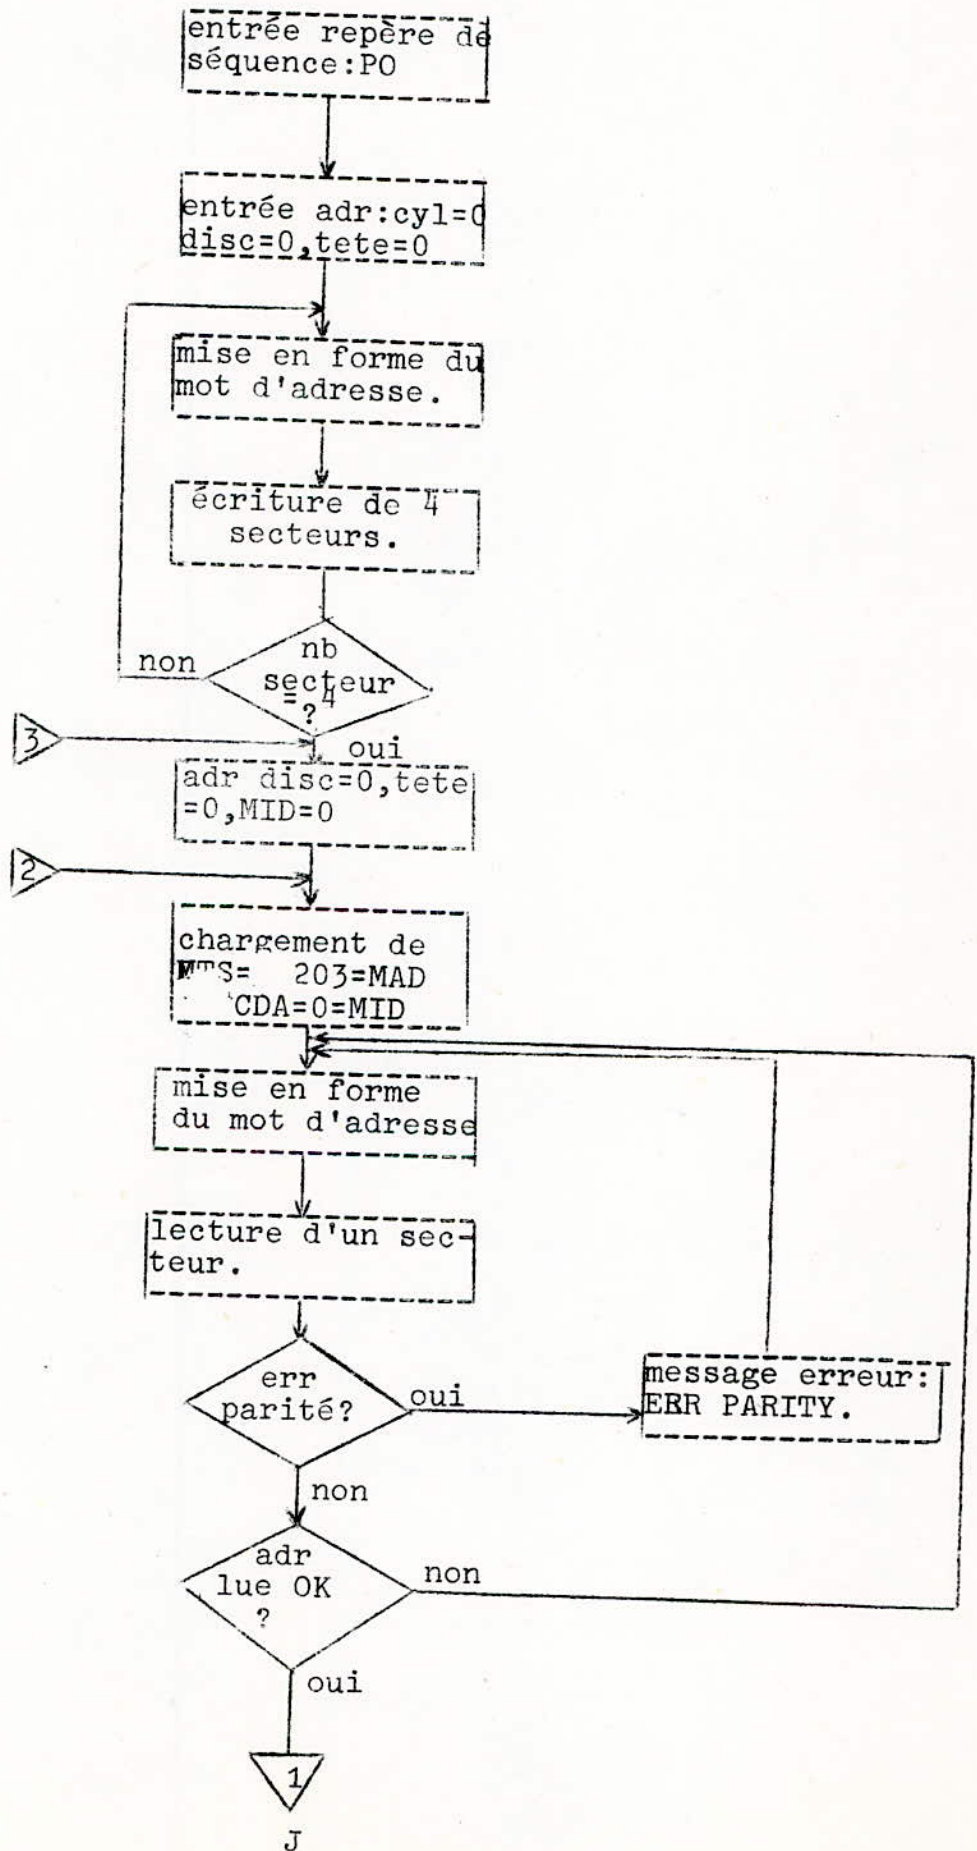 entrée repère de
séquence:PO
entrée adr:cyl=0
disc=0,tete=0
mise en forme du
mot d'adresse.
écriture de 4
secteurs.
nb
secteur
= 4
?
non
oui
3
adr disc=0,tete
=0,MID=0
2
chargement de
203=MAD
CDA=0=MID
mise en forme
du mot d'adresse
lecture d'un sec-
teur.
err
parité?
oui
message erreur:
ERR PARITY.
non
adr
lue OK
?
non
oui
1
J